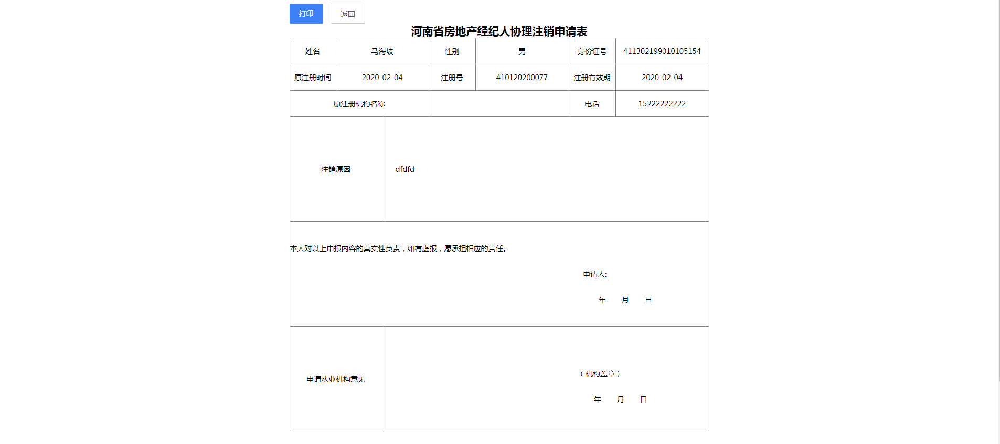 打印 返回
河南省房地产经纪人协理注销申请表
姓名 马海坡 性别 男 身份证号 411302199010105154
原注册时间 2020-02-04 注册号 410120200077 注册有效期 2020-02-04
原注册机构名称 电话 15222222222
注销原因 dfdfd
本人对以上申报内容的真实性负责，如有虚报，愿承担相应的责任。
申请人:
年 月 日
申请从业机构意见
（机构盖章）
年 月 日